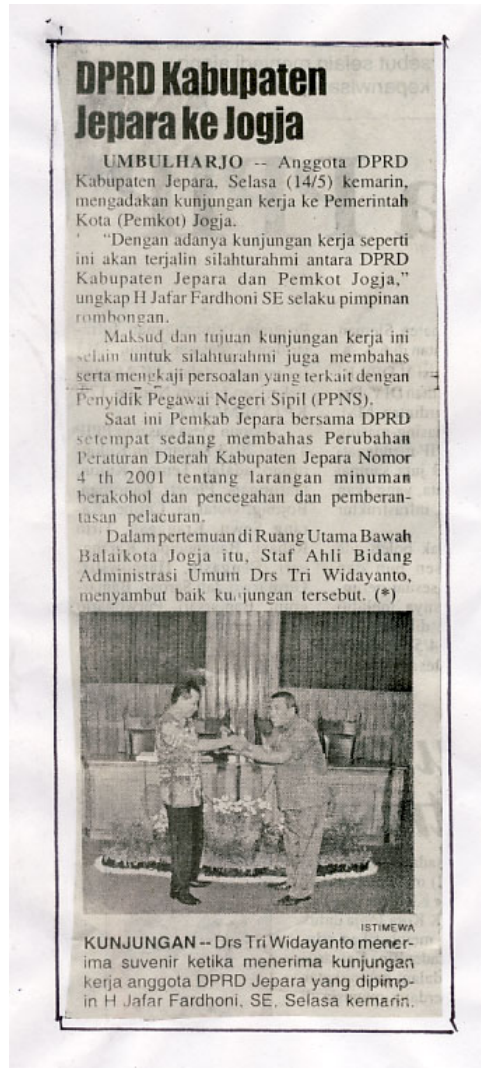 DPRD Kabupaten
Jepara ke Jogja
UMBULHARJO -- Anggota DPRD
Kabupaten Jepara, Selasa (14/5) kemarin,
mengadakan kunjungan kerja ke Pemerintah
Kota (Pemkot) Jogja.
"Dengan adanya kunjungan kerja seperti
ini akan terjalin silahturahmi antara DPRD
Kabupaten Jepara dan Pemkot Jogja,"
ungkap H Jafar Fardhoni SE selaku pimpinan
rombongan.
Maksud dan tujuan kunjungan kerja ini
selain untuk silahturahmi juga membahas
serta mengkaji persoalan yang terkait dengan
Penyidik Pegawai Negeri Sipil (PPNS).
Saat ini Pemkab Jepara bersama DPRD
setempat sedang membahas Perubahan
Peraturan Daerah Kabupaten Jepara Nomor
4 th 2001 tentang larangan minuman
berakohol dan pencegahan dan pemberan-
tasan pelacuran.
Dalam pertemuan di Ruang Utama Bawah
Balaikota Jogja itu, Staf Ahli Bidang
Administrasi Umum Drs Tri Widayanto,
menyambut baik kunjungan tersebut. (*)
ISTIMEWA
KUNJUNGAN -- Drs Tri Widayanto mener-
ima suvenir ketika menerima kunjungan
kerja anggota DPRD Jepara yang dipimp-
in H Jafar Fardhoni, SE, Selasa kemarin.